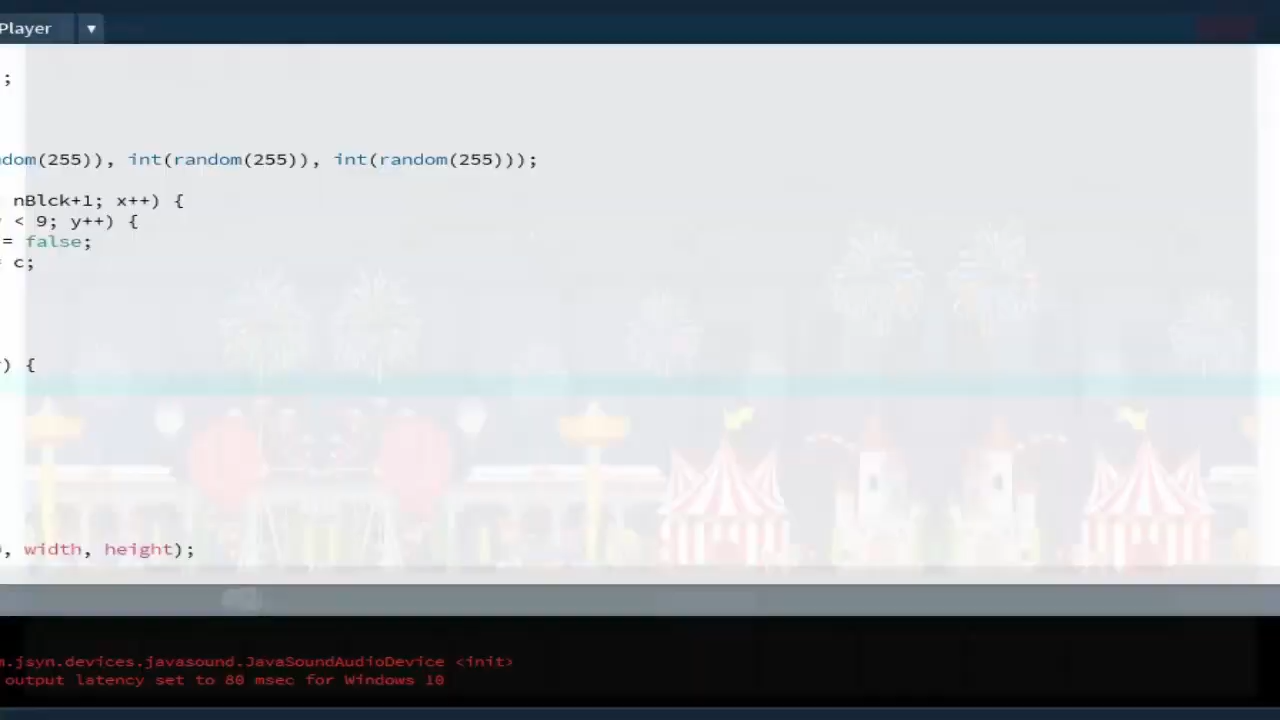 Player ▼
;
dom(255)), int(random(255)), int(random(255)));
nBlck+1; x++) {
< 9; y++) {
= false;
= c;
) {
, width, height);
.jsyn.devices.javasound.JavaSoundAudioDevice <init>
output latency set to 80 msec for Windows 10